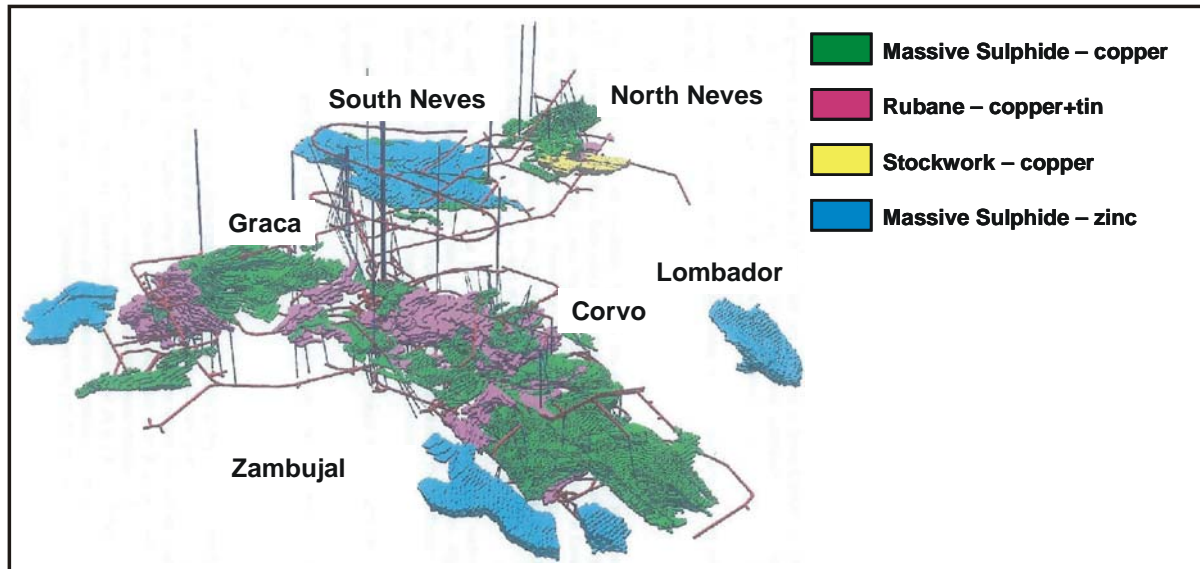 South Neves
North Neves
Graca
Lombador
Corvo
Zambujal
Massive Sulphide – copper
Rubane – copper+tin
Stockwork – copper
Massive Sulphide – zinc